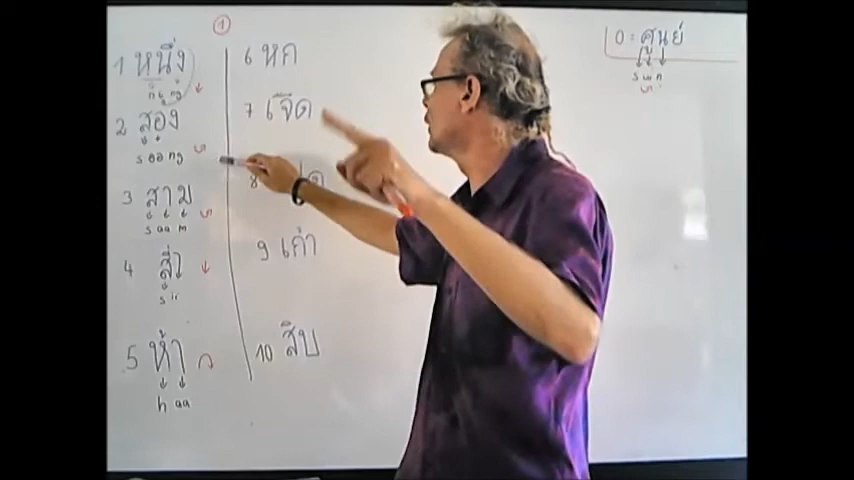 1
1 หนึ่ง
n ng
2 สอง
s oo ng
3 สาม
s aa m
4 สี่
s ii
5 ห้า
h aa
6 หก
7 เจ็ด
8
9 เก้า
10 สิบ
0 : ศูนย์
s uu n